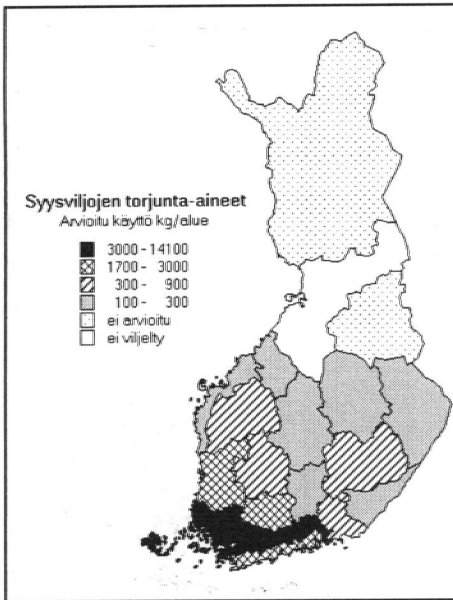 Syysviljojen torjunta-aineet
Arvioitu käyttö kg/alue
3000 - 14100
1700 - 3000
300 - 900
100 - 300
ei arvioitu
ei viljelty